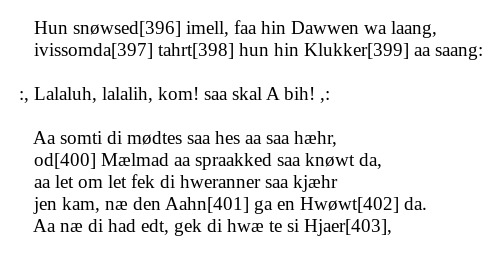 Hun snøwsed[396] imell, faa hin Dawwen wa laang,
ivissomda[397] tahrt[398] hun hin Klukker[399] aa saang:
:, Lalaluh, lalalih, kom! saa skal A bih! ,:
Aa somti di mødtes saa hes aa saa hæhr,
od[400] Mælmad aa spraakked saa knøwt da,
aa let om let fek di hweranner saa kjæhr
jen kam, næ den Aahn[401] ga en Hwøwt[402] da.
Aa næ di had edt, gek di hwæ te si Hjaer[403],